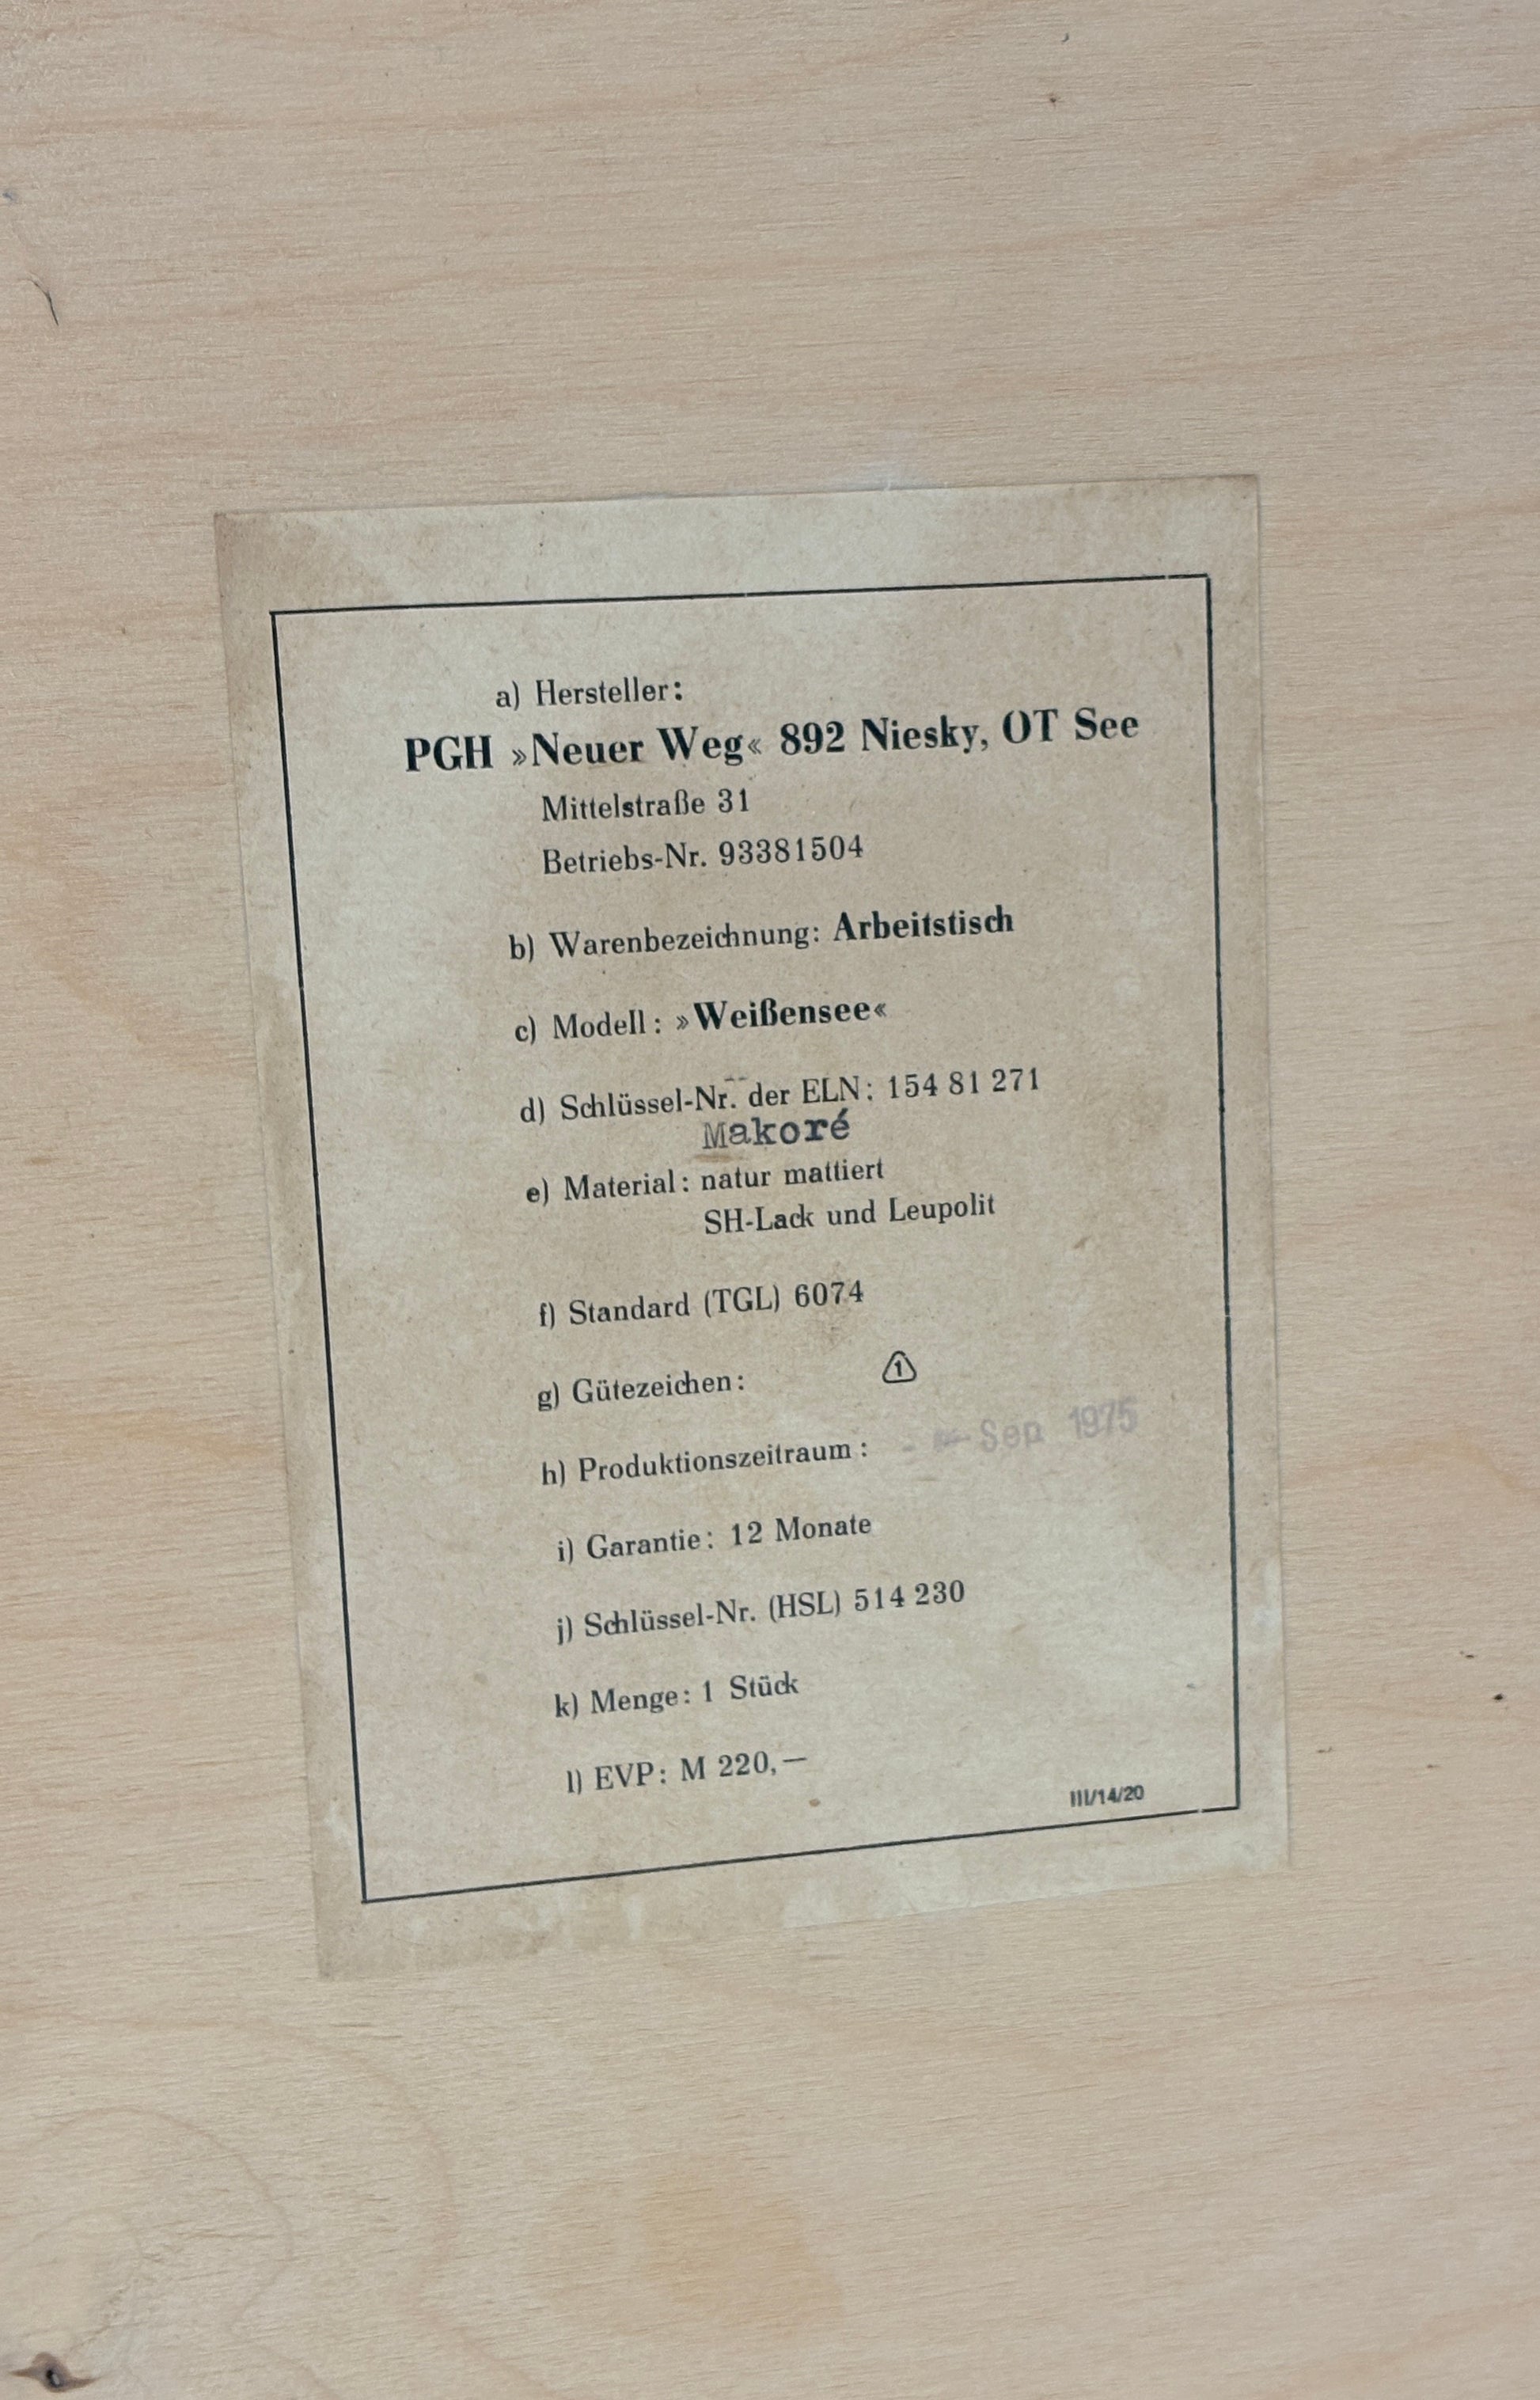 a) Hersteller:
PGH »Neuer Weg« 892 Niesky, OT See
Mittelstraße 31
Betriebs-Nr. 93381504
b) Warenbezeichnung: Arbeitstisch
c) Modell: »Weißensee«
d) Schlüssel-Nr. der ELN: 154 81 271
Makoré
e) Material: natur mattiert
SH-Lack und Leupolit
f) Standard (TGL) 6074
g) Gütezeichen: 1
h) Produktionszeitraum: Sep 1975
i) Garantie: 12 Monate
j) Schlüssel-Nr. (HSL) 514 230
k) Menge: 1 Stück
l) EVP: M 220,—
III/14/20